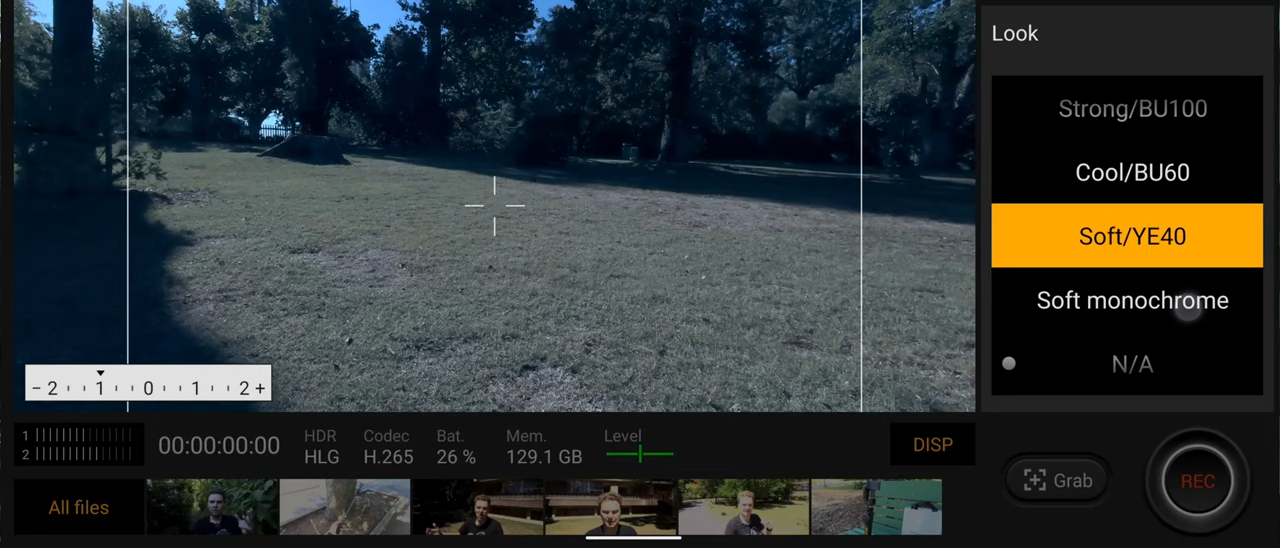 Look
Strong/BU100
Cool/BU60
Soft/YE40
Soft monochrome
N/A
− 2 1 0 1 2 +
1
2
00:00:00:00
HDR
HLG
Codec
H.265
Bat.
26 %
Mem.
129.1 GB
Level
DISP
All files
Grab
REC